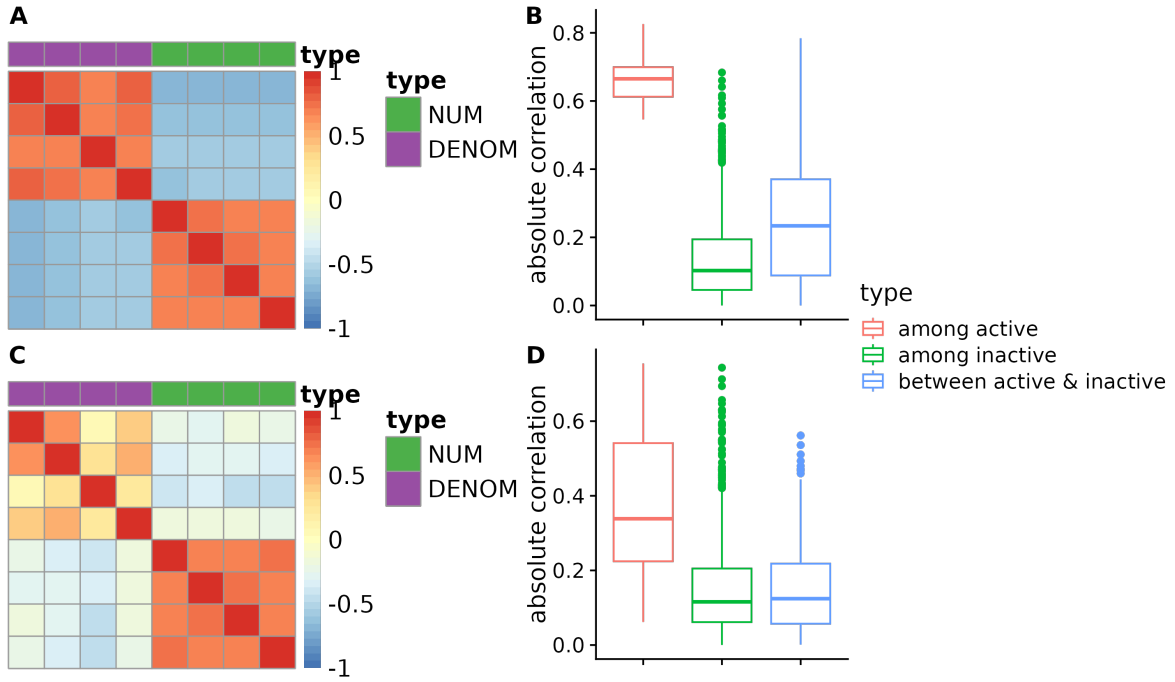 A
type
1
0.5
0
-0.5
-1
type
NUM
DENOM
B
absolute correlation
0.8
0.6
0.4
0.2
0.0
C
type
1
0.5
0
-0.5
-1
type
NUM
DENOM
D
absolute correlation
0.6
0.4
0.2
0.0
type
among active
among inactive
between active & inactive